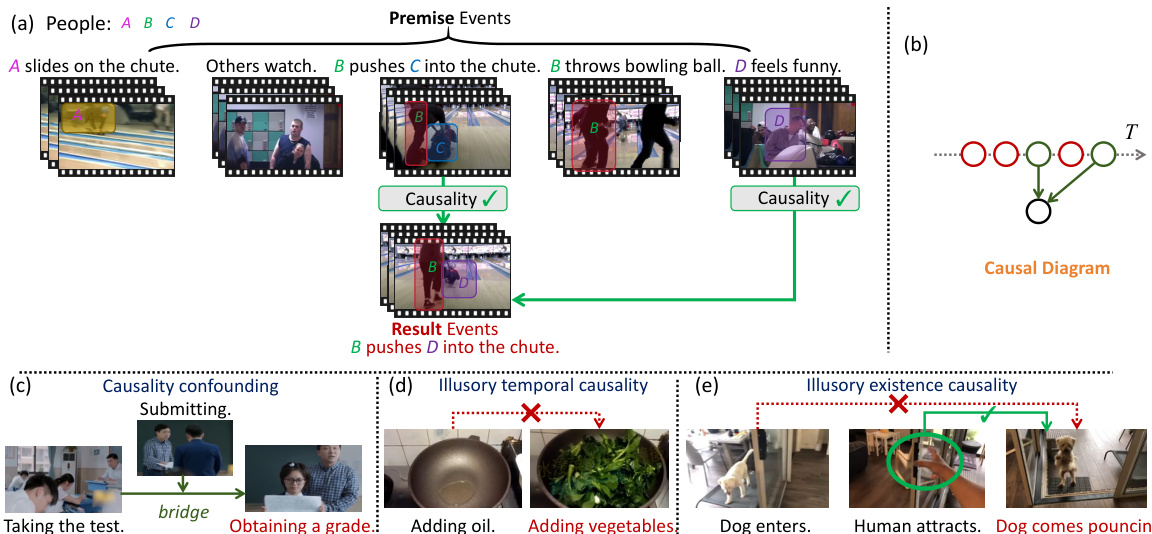 (a) People: A B C D
Premise Events
A slides on the chute. Others watch. B pushes C into the chute. B throws bowling ball. D feels funny.
A
B
C
B
D
Causality ✓
Causality ✓
B
D
Result Events
B pushes D into the chute.
(b)
T
Causal Diagram
(c) Causality confounding
Submitting.
bridge
Taking the test.
Obtaining a grade.
(d) Illusory temporal causality
Adding oil.
Adding vegetables.
(e) Illusory existence causality
Dog enters.
Human attracts.
Dog comes pouncin